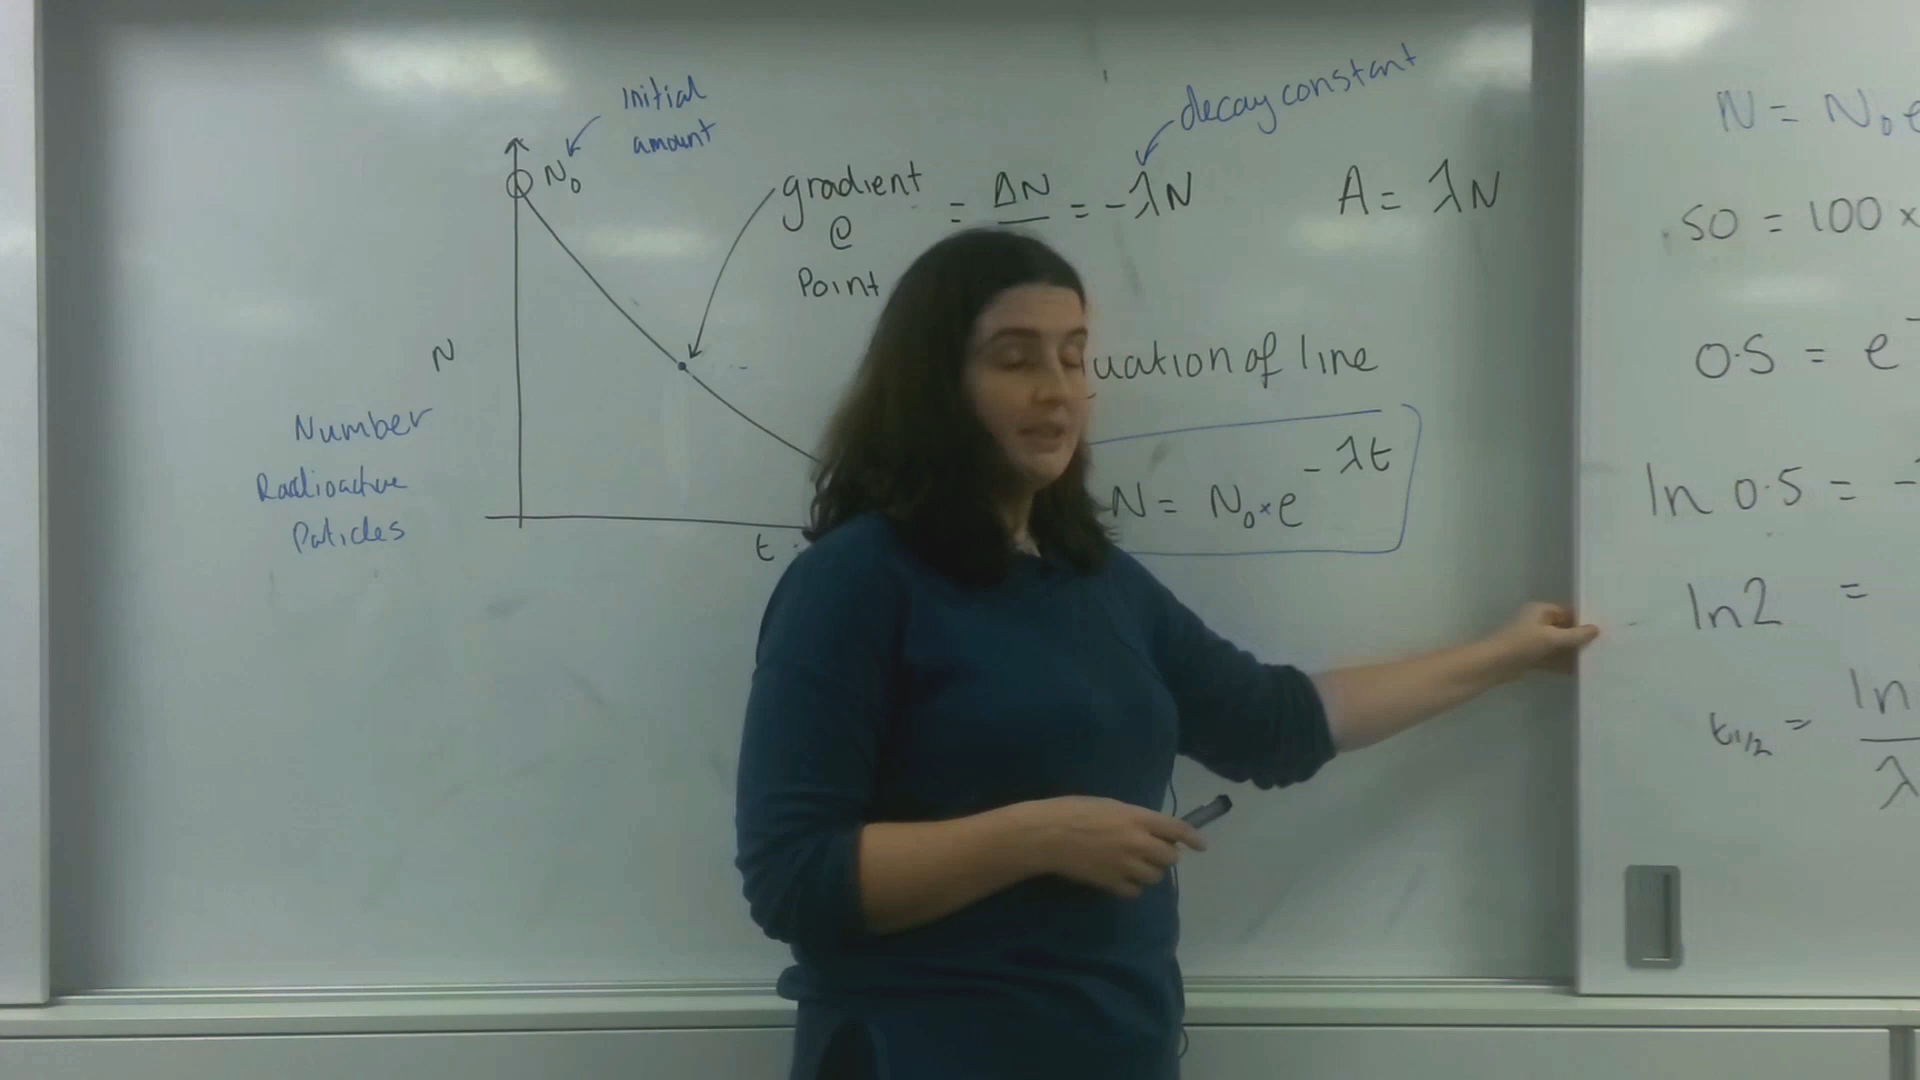 Initial
amount
N₀
decay constant
gradient
@
Point
= ΔN = -λN
A = λN
N
Number
Radioactive
Paticles
t
uation of line
N = N₀ × e^-λt
N = N₀ e
50 = 100 ×
0.5 = e^-
ln 0.5 = -
ln2 =
t1/2 = ln
λ